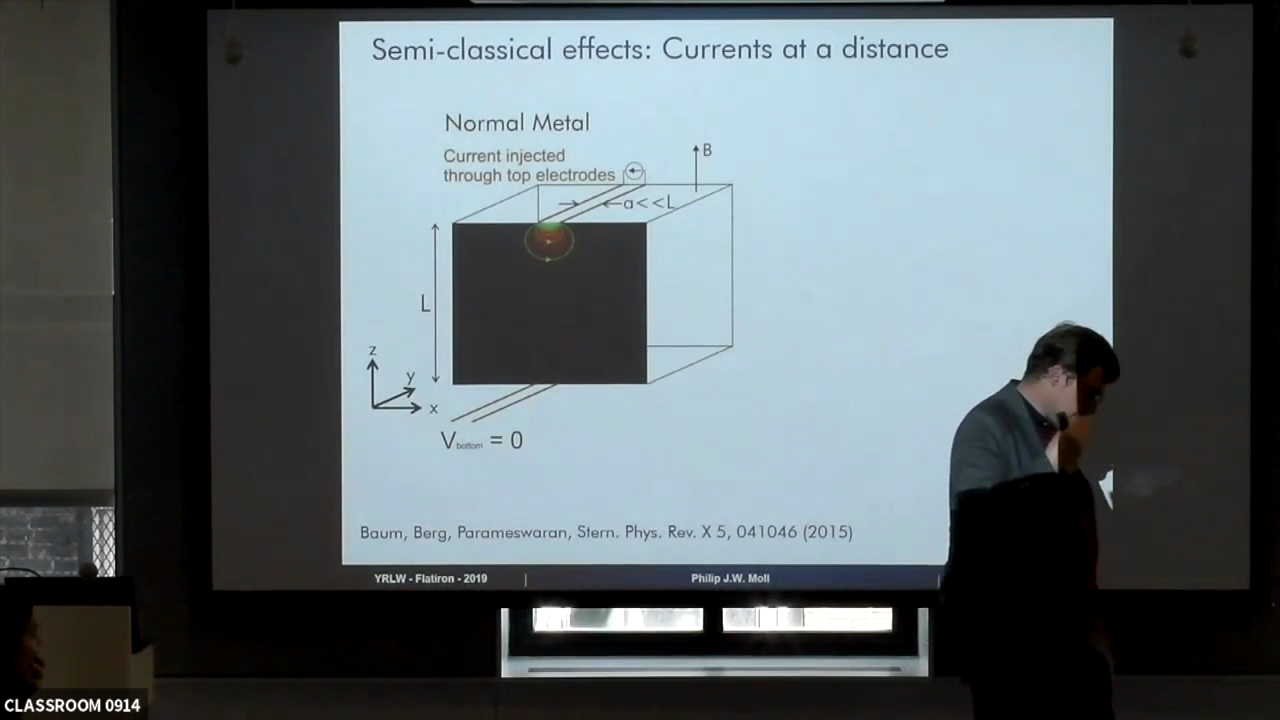 Semi-classical effects: Currents at a distance
Normal Metal
Current injected
through top electrodes
B
a<<L
L
z
y
x
V bottom = 0
Baum, Berg, Parameswaran, Stern. Phys. Rev. X 5, 041046 (2015)
YRLW - Flatiron - 2019 | Philip J.W. Moll |
CLASSROOM 0914